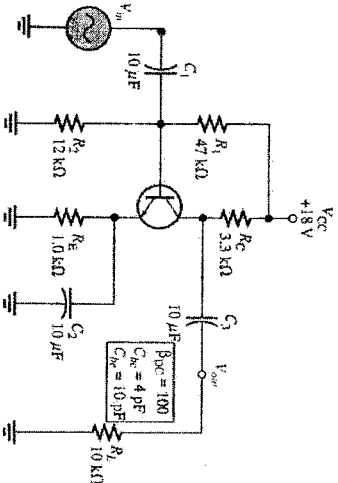 V_CC
+18 V
R_C
3.3 kΩ
R_1
47 kΩ
C_3
10 µF
V_out
C_1
10 µF
V_in
β_DC = 100
C_bc = 4 pF
C_be = 10 pF
R_2
12 kΩ
R_E
1.0 kΩ
C_2
10 µF
R_L
10 kΩ